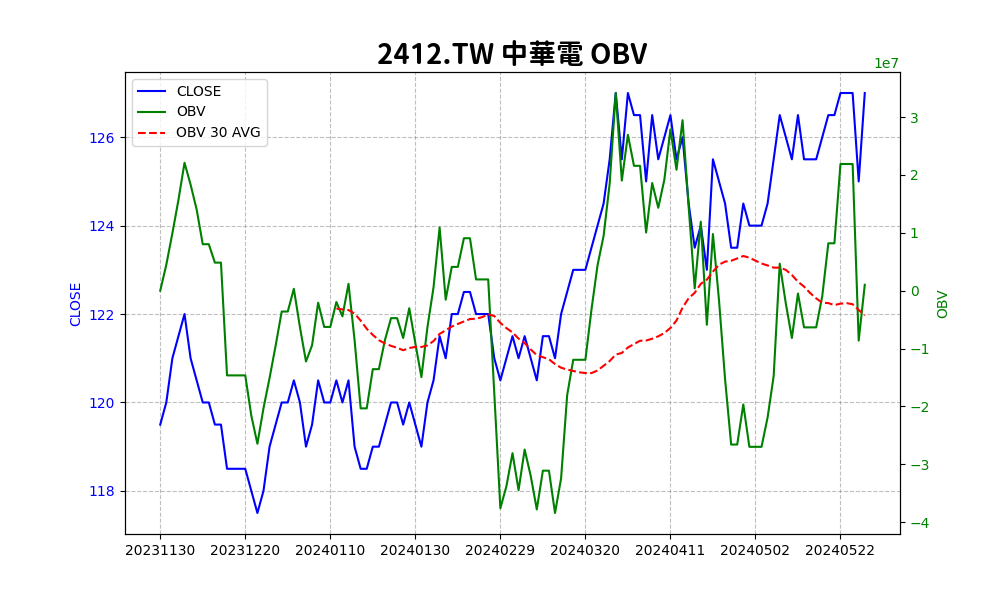 2412.TW 中華電 OBV
1e7
CLOSE
OBV
OBV 30 AVG
126
124
122
120
118
CLOSE
3
2
1
0
−1
−2
−3
−4
OBV
20231130 20231220 20240110 20240130 20240229 20240320 20240411 20240502 20240522